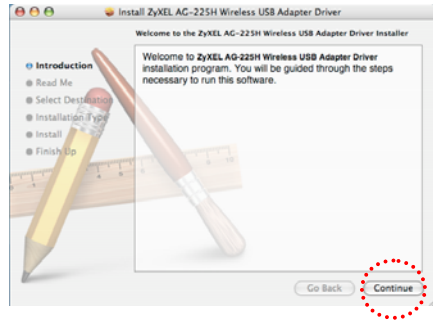 Install ZyXEL AG-225H Wireless USB Adapter Driver
Welcome to the ZyXEL AG-225H Wireless USB Adapter Driver Installer
Introduction
Read Me
Select Destination
Installation Type
Install
Finish Up
Welcome to ZyXEL AG-225H Wireless USB Adapter Driver
installation program. You will be guided through the steps
necessary to run this software.
Go Back
Continue